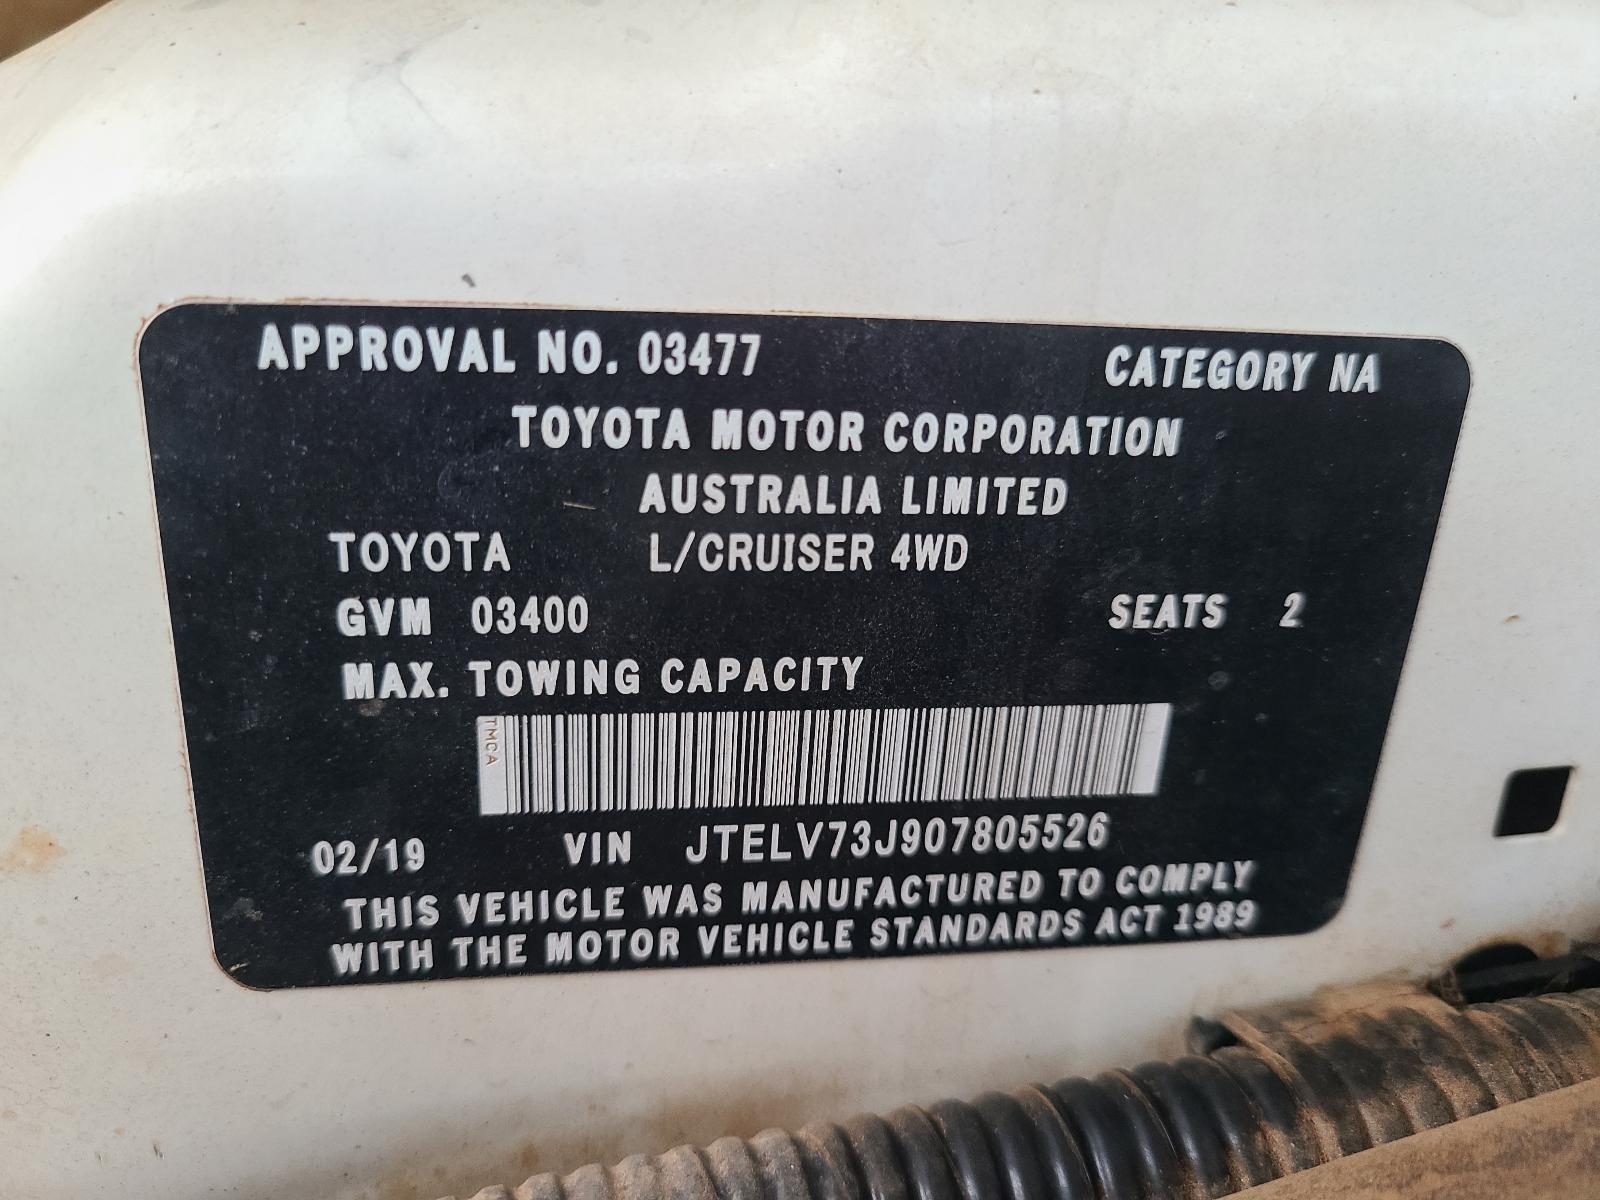 APPROVAL NO. 03477 CATEGORY NA
TOYOTA MOTOR CORPORATION
AUSTRALIA LIMITED
TOYOTA L/CRUISER 4WD
GVM 03400 SEATS 2
MAX. TOWING CAPACITY
TMCA
02/19 VIN JTELV73J907805526
THIS VEHICLE WAS MANUFACTURED TO COMPLY
WITH THE MOTOR VEHICLE STANDARDS ACT 1989